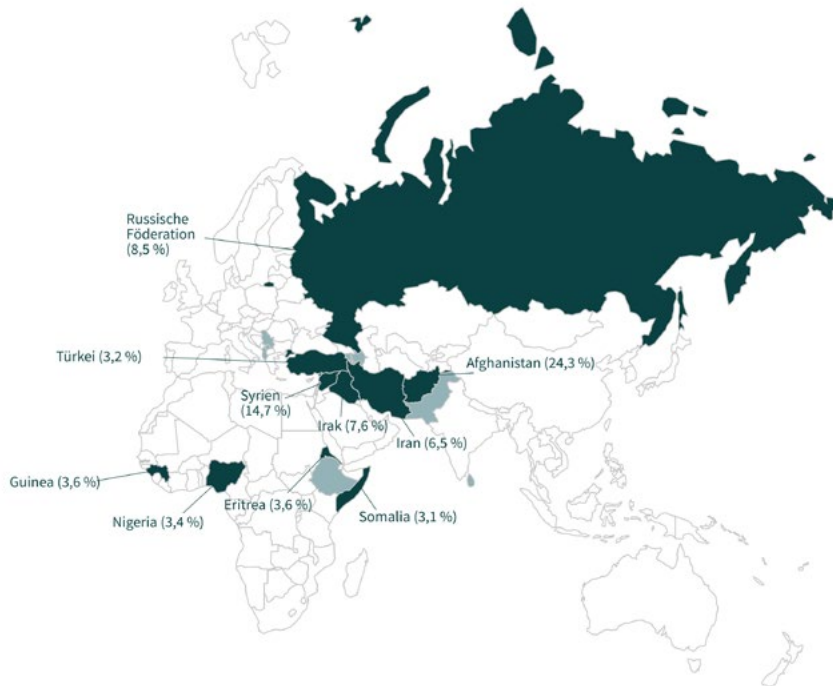 Russische
Föderation
(8,5 %)
Türkei (3,2 %)
Afghanistan (24,3 %)
Syrien
(14,7 %)
Irak (7,6 %)
Iran (6,5 %)
Guinea (3,6 %)
Eritrea (3,6 %)
Nigeria (3,4 %)
Somalia (3,1 %)